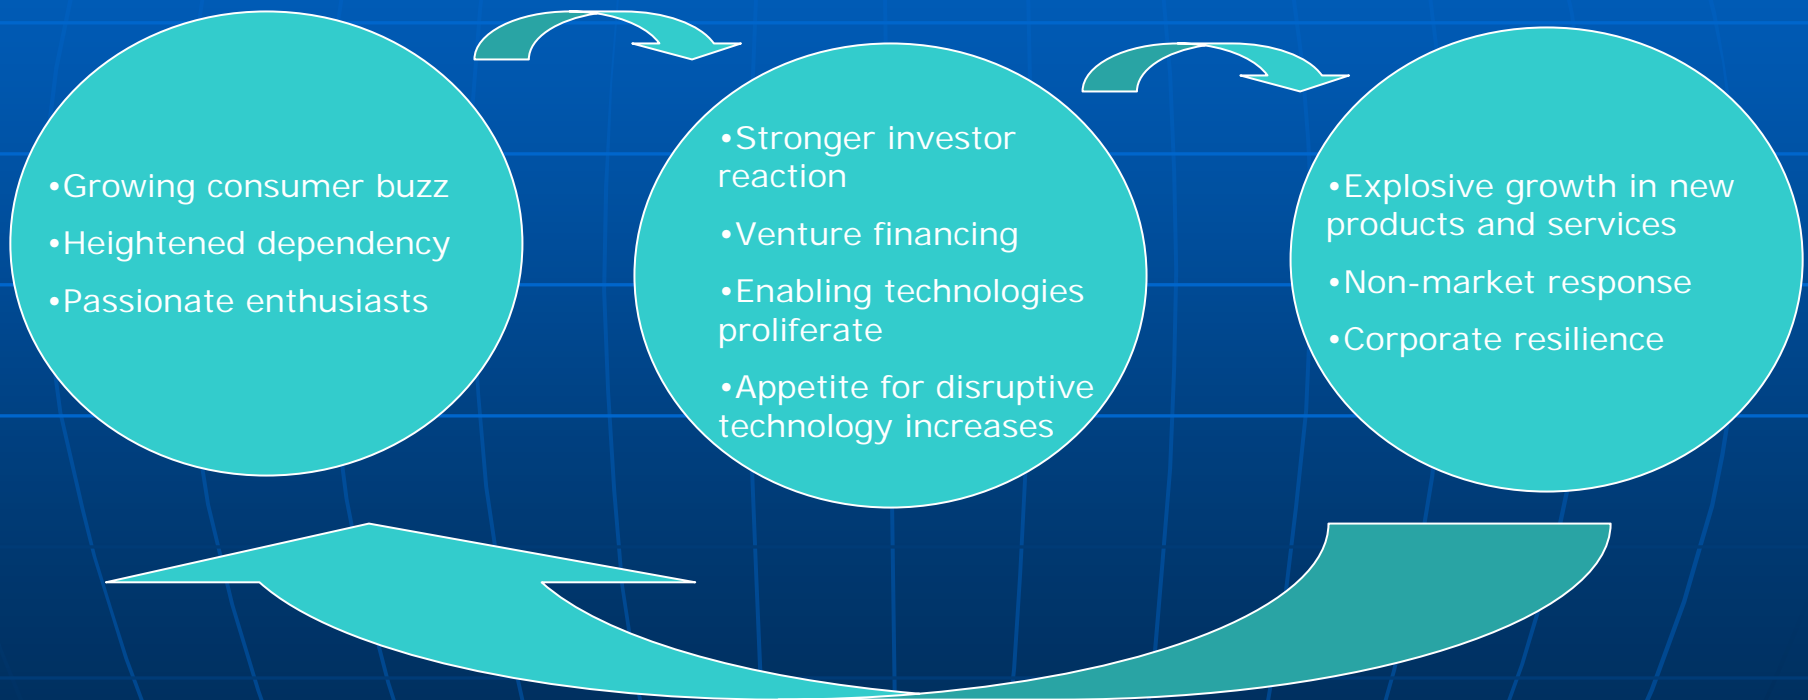 •Growing consumer buzz
•Heightened dependency
•Passionate enthusiasts
•Stronger investor
reaction
•Venture financing
•Enabling technologies
proliferate
•Appetite for disruptive
technology increases
•Explosive growth in new
products and services
•Non-market response
•Corporate resilience